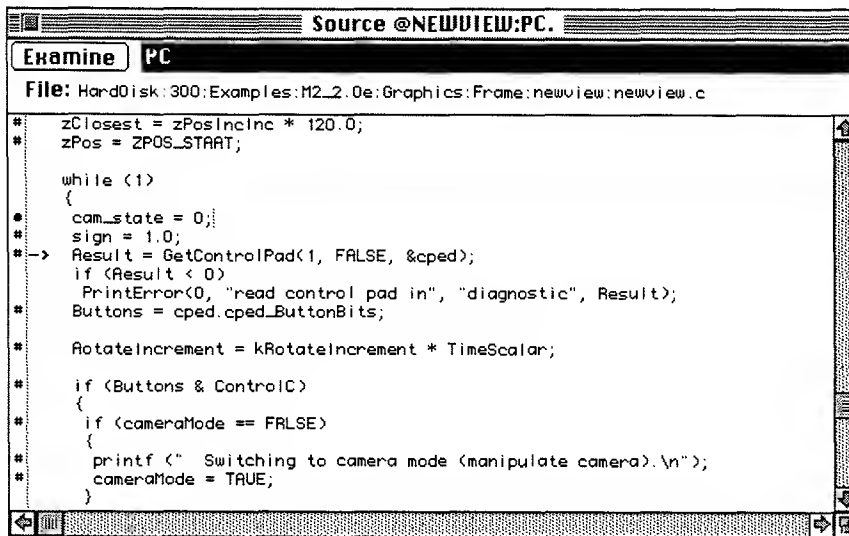 Source @NEWVIEW:PC.
Examine PC
File: HardDisk:300:Examples:M2_2.0e:Graphics:Frame:newview:newview.c
# zClosest = zPosIncInc * 120.0;
# zPos = ZPOS_START;
while (1)
{
• cam_state = 0;
# sign = 1.0;
#-> Result = GetControlPad(1, FALSE, &cped);
if (Result < 0)
PrintError(0, "read control pad in", "diagnostic", Result);
# Buttons = cped.cped_ButtonBits;
# RotateIncrement = kRotateIncrement * TimeScalar;
# if (Buttons & ControlC)
{
# if (cameraMode == FALSE)
{
# printf ("  Switching to camera mode (manipulate camera).\n");
# cameraMode = TRUE;
}